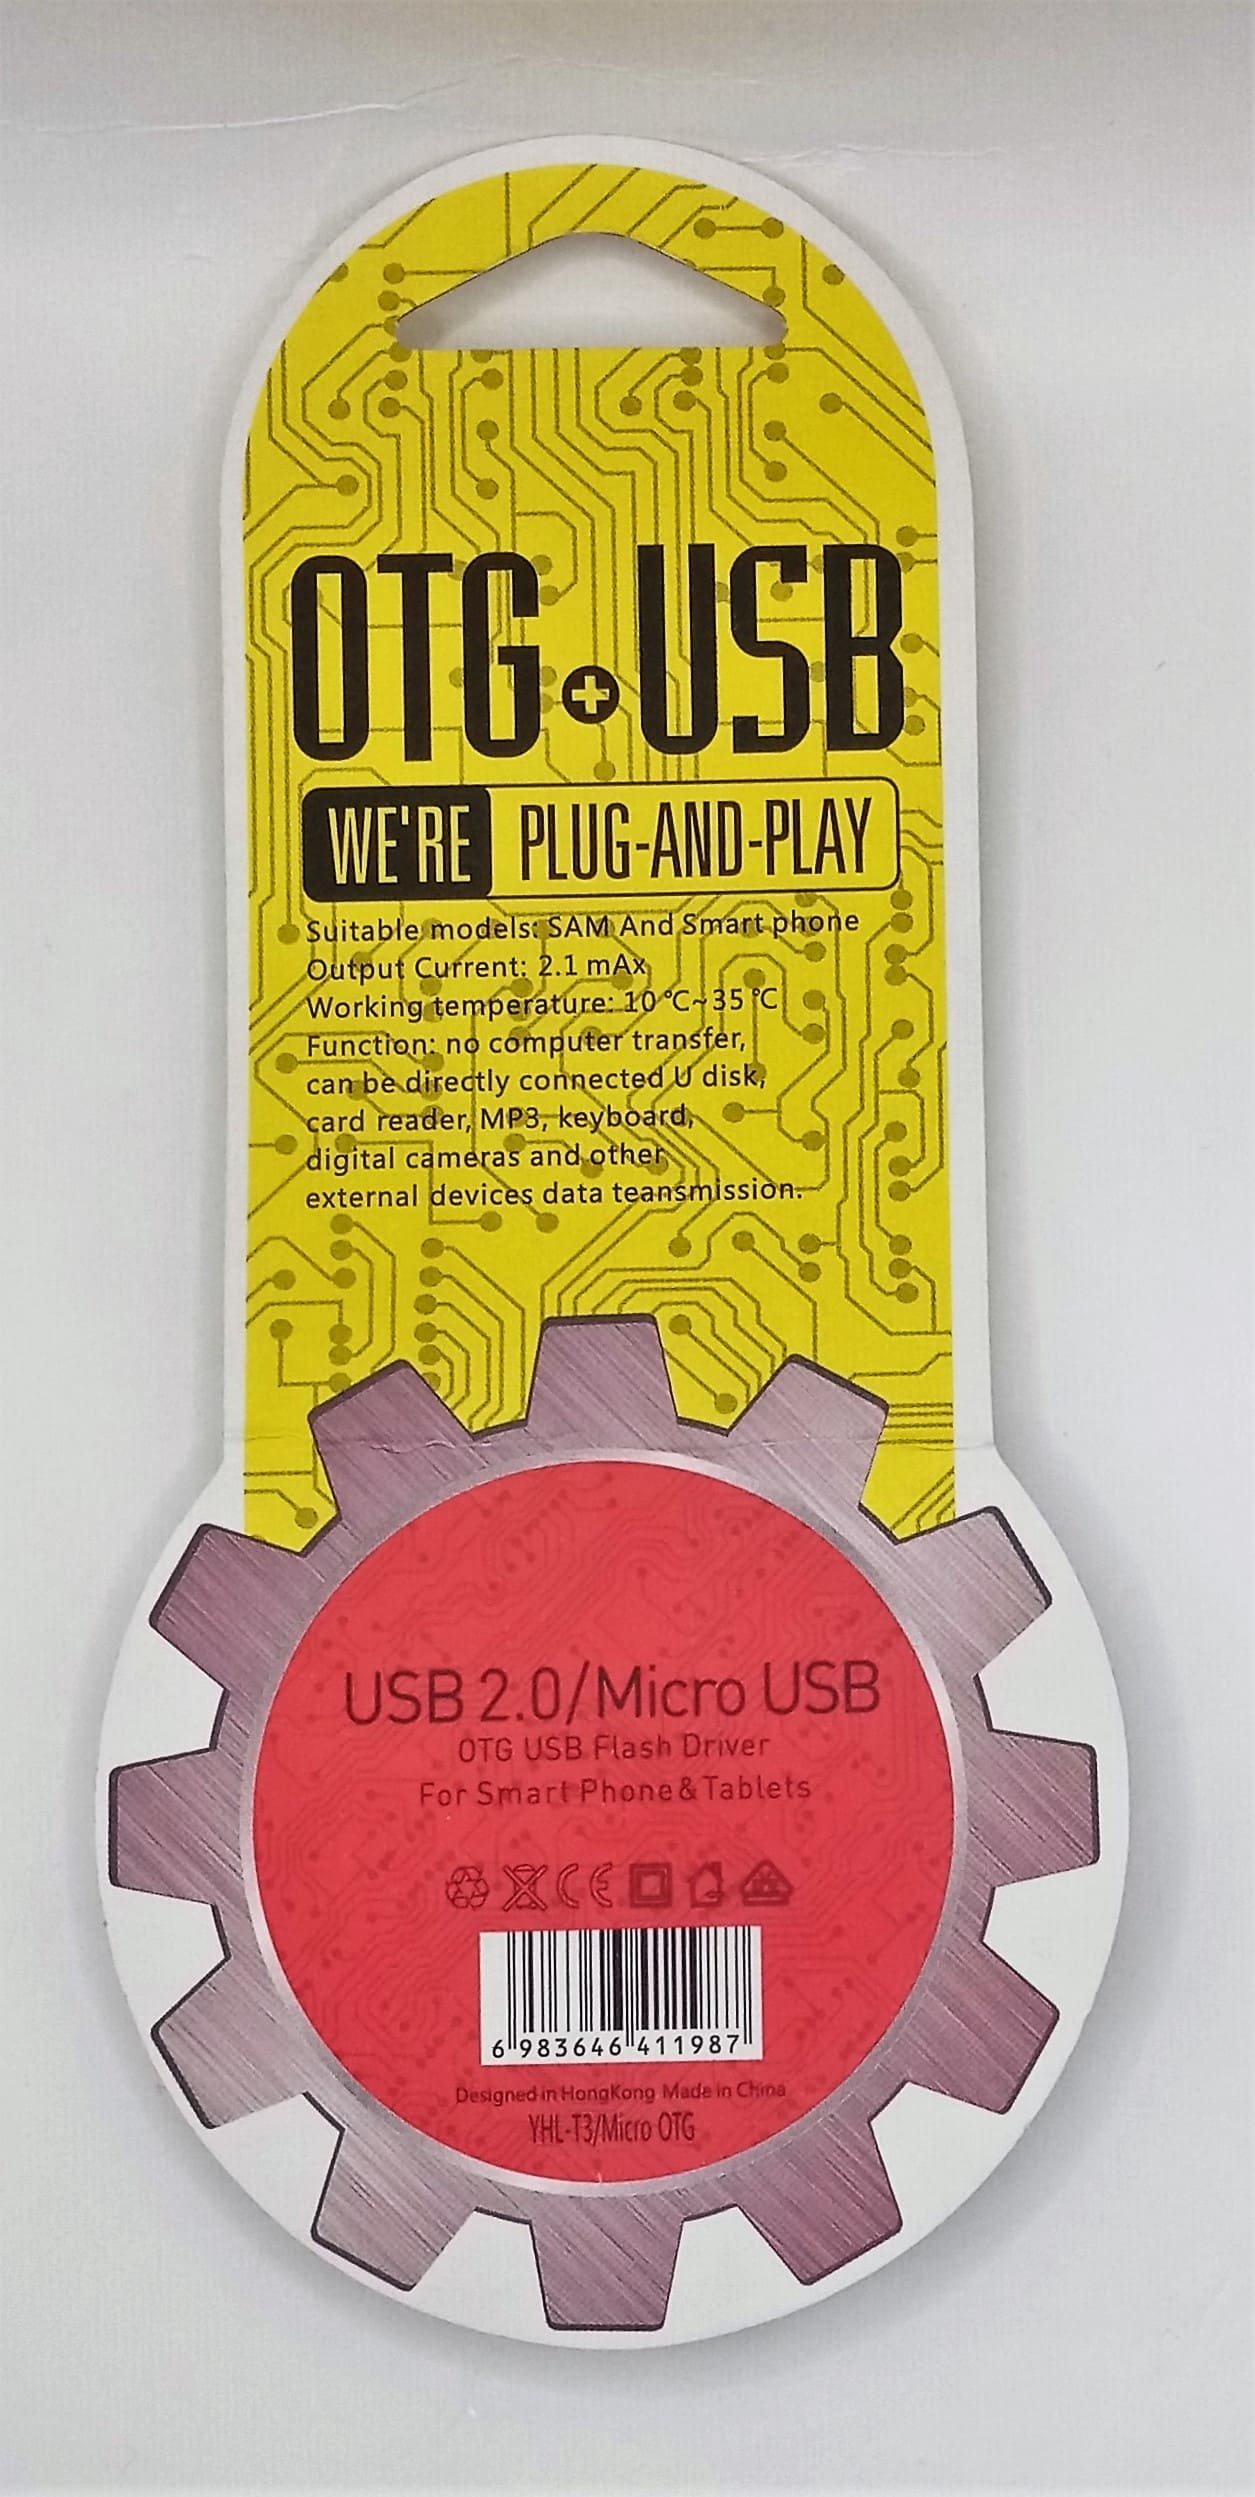 OTG+USB
WE'RE PLUG-AND-PLAY
Suitable models: SAM And Smart phone
Output Current: 2.1 mAx
Working temperature: 10 ℃~35 ℃
Function: no computer transfer,
can be directly connected U disk,
card reader, MP3, keyboard,
digital cameras and other
external devices data teansmission.
USB 2.0/Micro USB
OTG USB Flash Driver
For Smart Phone & Tablets
CE
6 983646 411987
Designed in HongKong Made in China
YHL-T3/Micro OTG